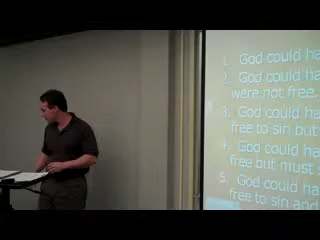 1. God could ha
2. God could ha
were not free.
3. God could ha
free to sin but
4. God could ha
free but must s
5. God could ha
free to sin and